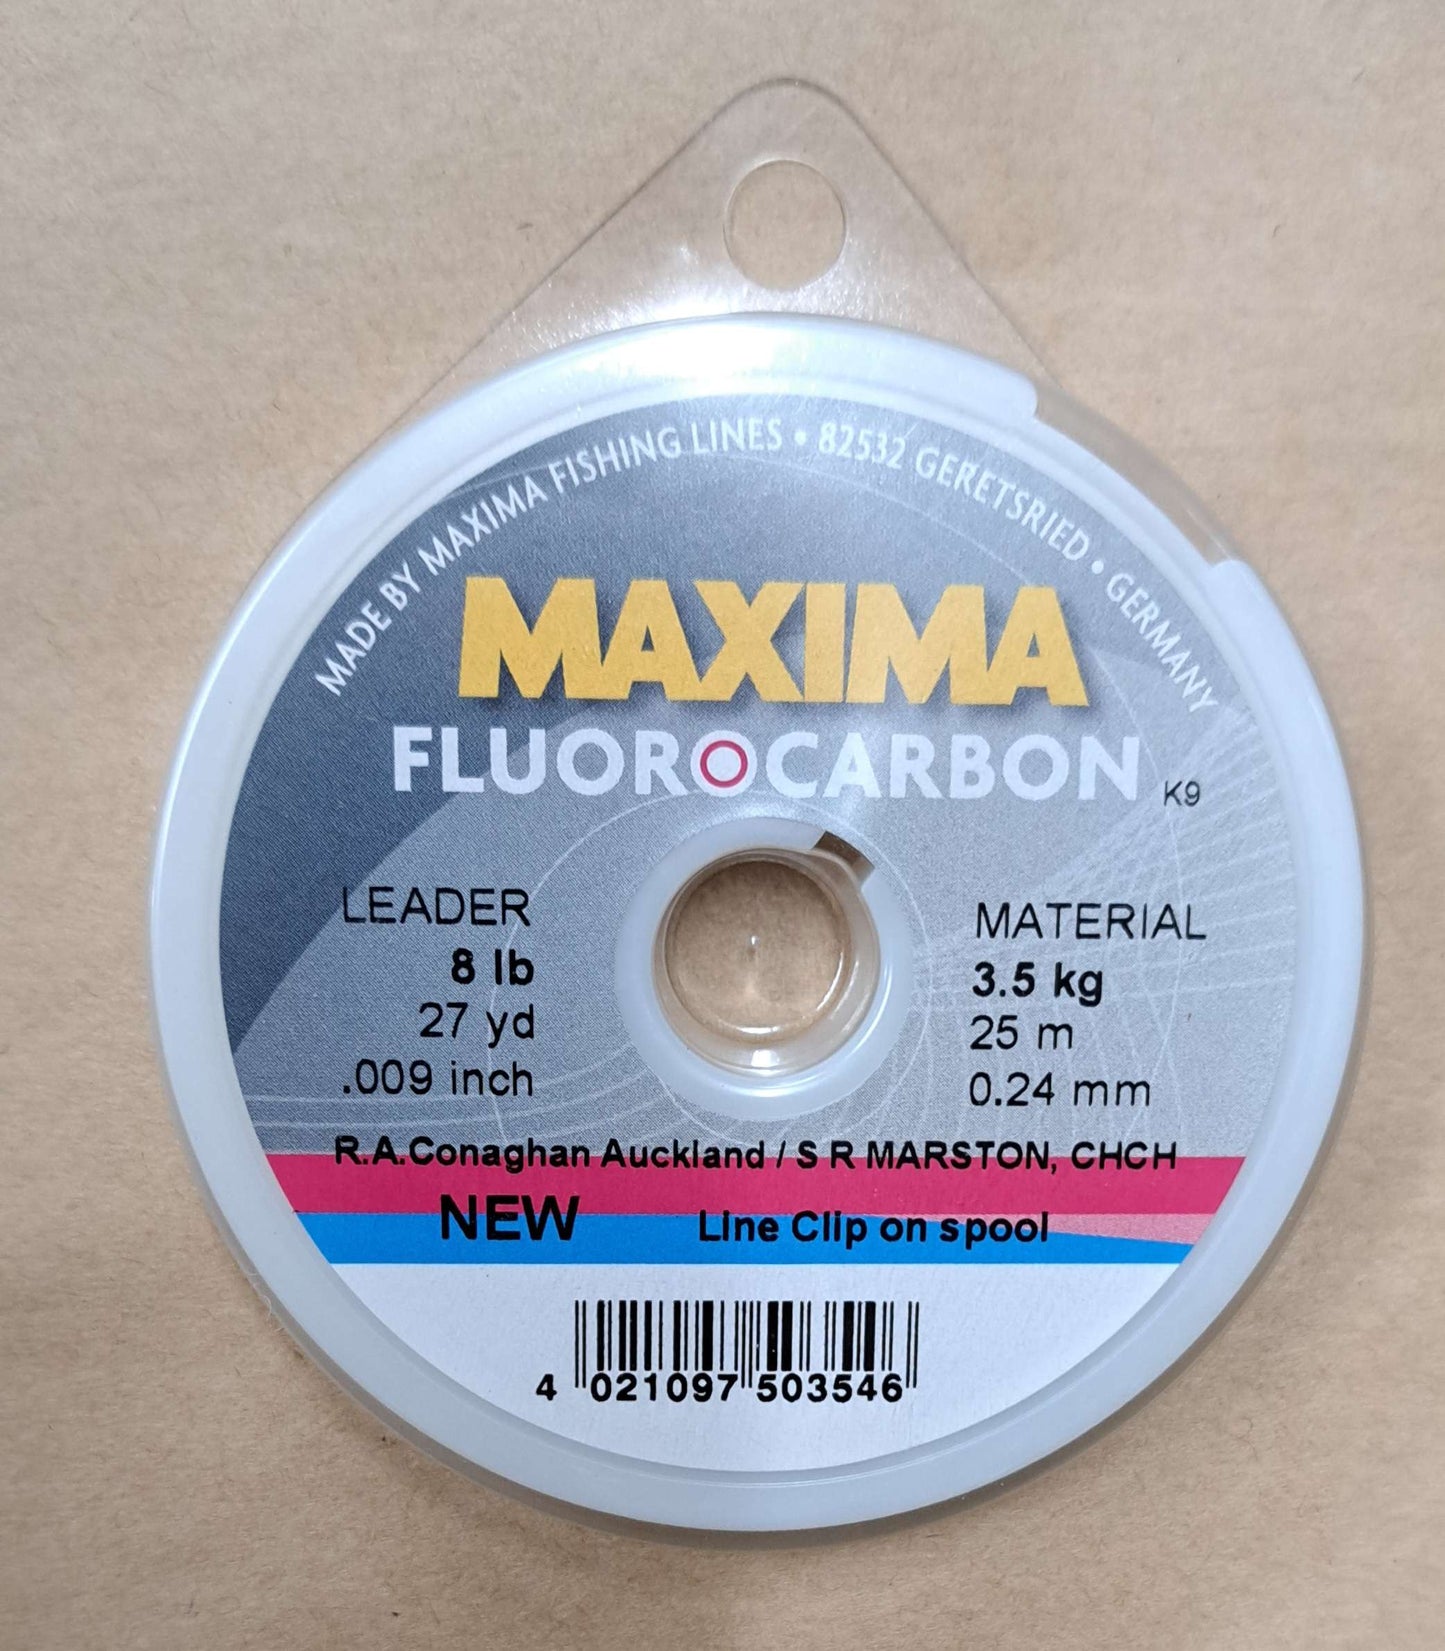 MADE BY MAXIMA FISHING LINES • 82532 GERETSRIED • GERMANY
MAXIMA
FLUOROCARBON K9
LEADER
8 lb
27 yd
.009 inch
MATERIAL
3.5 kg
25 m
0.24 mm
R.A.Conaghan Auckland / S R MARSTON, CHCH
NEW Line Clip on spool
4 021097 503546